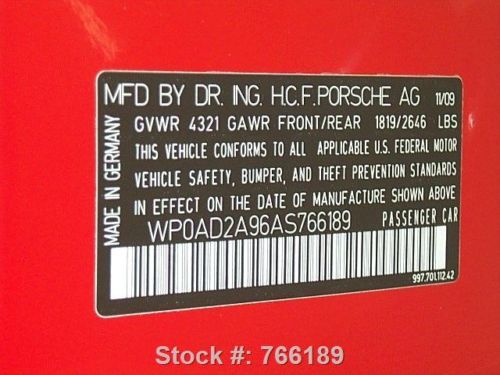 MFD BY DR. ING. H.C.F. PORSCHE AG 11/09
GVWR 4321 GAWR FRONT/REAR 1819/2646 LBS
THIS VEHICLE CONFORMS TO ALL APPLICABLE U.S. FEDERAL MOTOR
VEHICLE SAFETY, BUMPER, AND THEFT PREVENTION STANDARDS
IN EFFECT ON THE DATE OF MANUFACTURE SHOWN ABOVE
WP0AD2A96AS766189 PASSENGER CAR
MADE IN GERMANY
997.701.112.42
Stock #: 766189